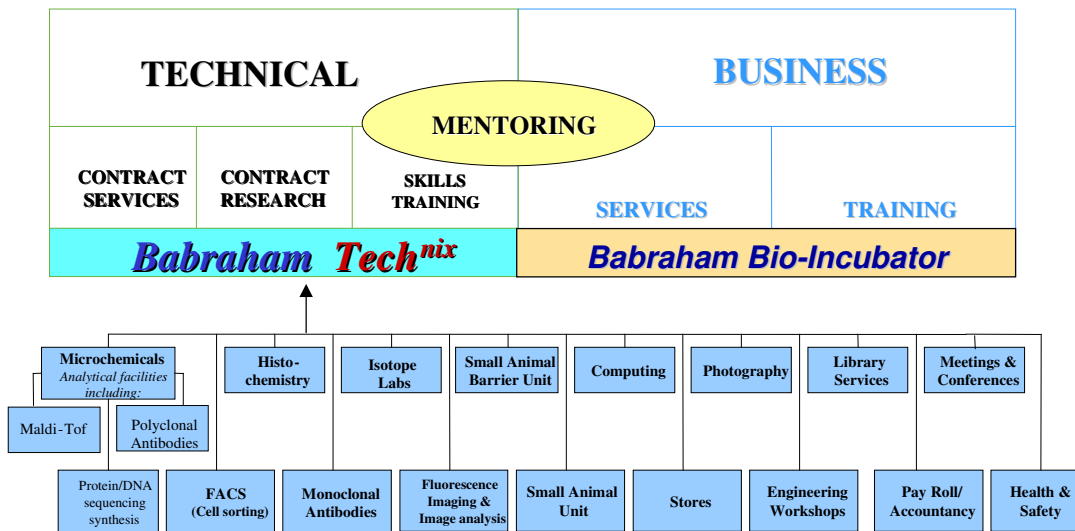 TECHNICAL
BUSINESS
MENTORING
CONTRACT
SERVICES
CONTRACT
RESEARCH
SKILLS
TRAINING
SERVICES
TRAINING
Babraham Technix
Babraham Bio-Incubator
Microchemicals
Analytical facilities
including:
Histo-
chemistry
Isotope
Labs
Small Animal
Barrier Unit
Computing
Photography
Library
Services
Meetings &
Conferences
Maldi-Tof
Polyclonal
Antibodies
Protein/DNA
sequencing
synthesis
FACS
(Cell sorting)
Monoclonal
Antibodies
Fluorescence
Imaging &
Image analysis
Small Animal
Unit
Stores
Engineering
Workshops
Pay Roll/
Accountancy
Health &
Safety